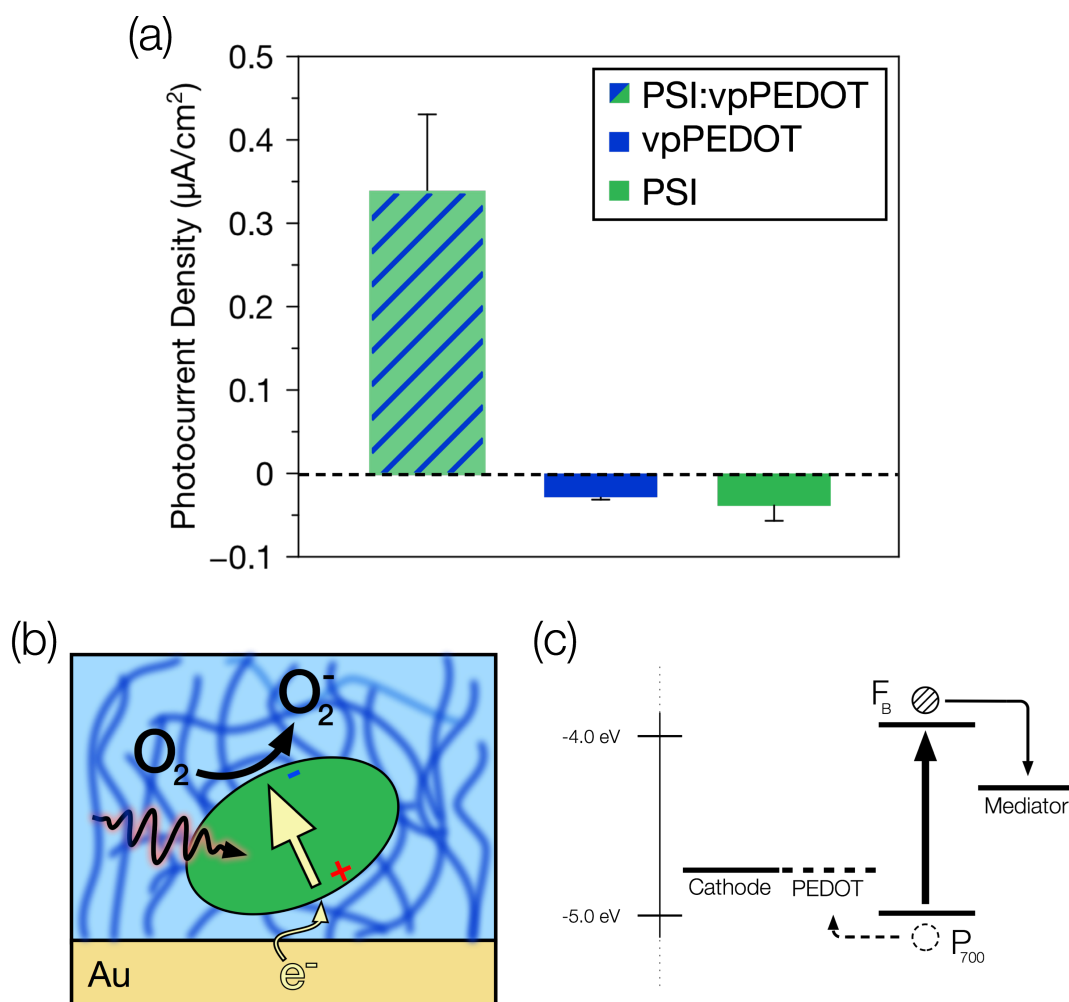 (a)
Photocurrent Density (µA/cm²)
0.5
0.4
0.3
0.2
0.1
0
−0.1
PSI:vpPEDOT
vpPEDOT
PSI
(b)
O₂
O₂⁻
-
+
e⁻
Au
(c)
-4.0 eV
-5.0 eV
Cathode
PEDOT
F_B
Mediator
P₇₀₀